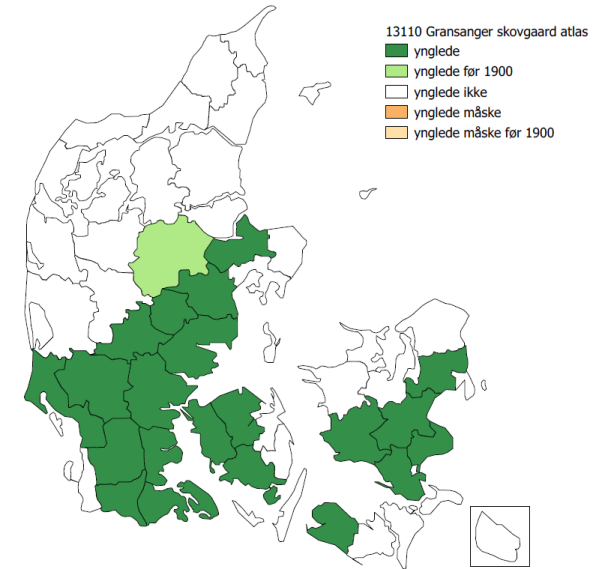 13110 Gransanger skovgaard atlas
ynglede
ynglede før 1900
ynglede ikke
ynglede måske
ynglede måske før 1900